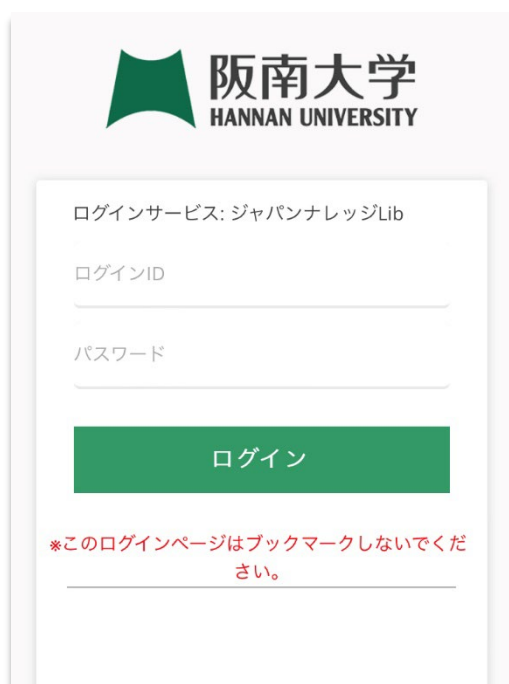 阪南大学
HANNAN UNIVERSITY
ログインサービス: ジャパンナレッジLib
ログインID
パスワード
ログイン
※このログインページはブックマークしないでくだ
さい。